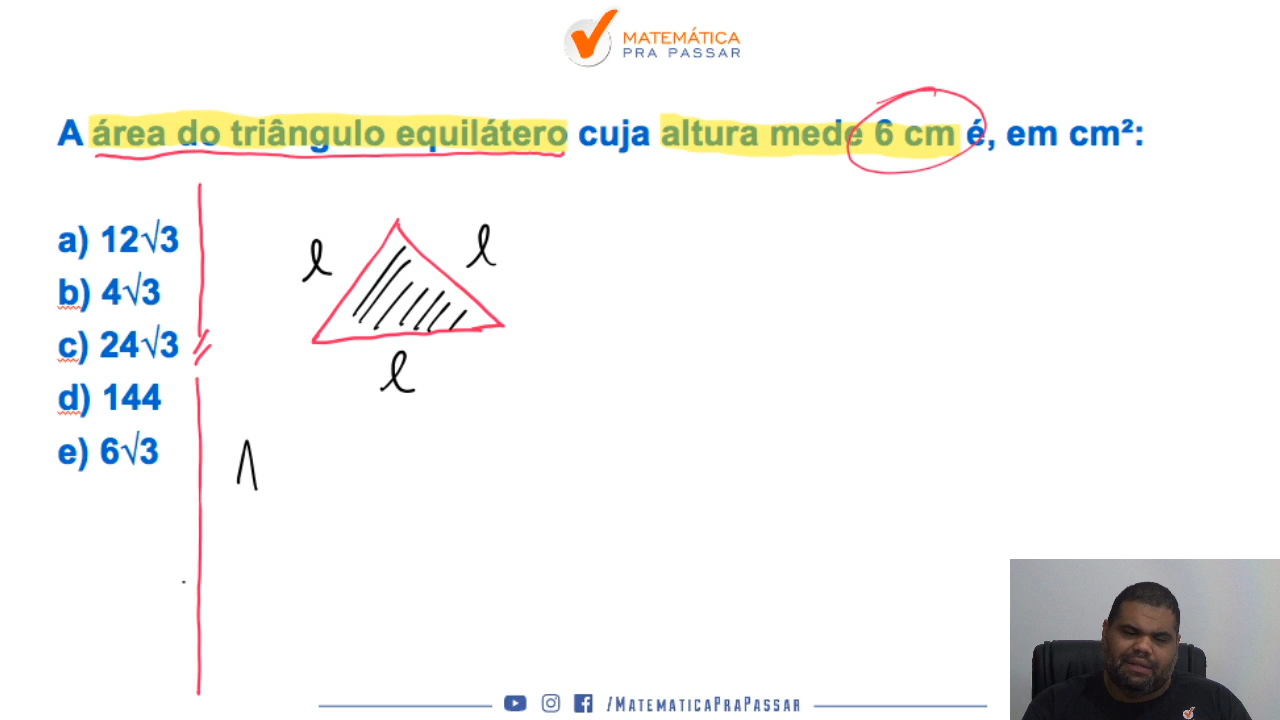 MATEMÁTICA
PRA PASSAR
A área do triângulo equilátero cuja altura mede 6 cm é, em cm²:
a) 12√3
b) 4√3
c) 24√3
d) 144
e) 6√3
l
l
l
/MATEMATICAPRAPASSAR